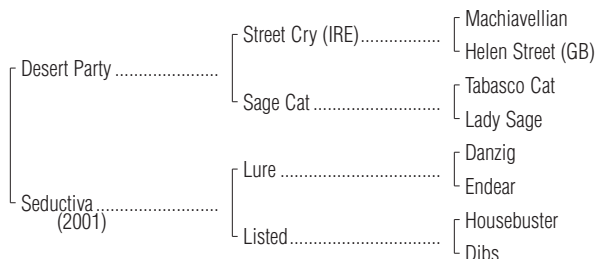 Machiavellian
Street Cry (IRE)..................
Helen Street (GB)
Desert Party .......................
Tabasco Cat
Sage Cat .............................
Lady Sage
Danzig
Lure ....................................
Endear
Seductiva...........................
(2001)
Housebuster
Listed..................................
Dibs